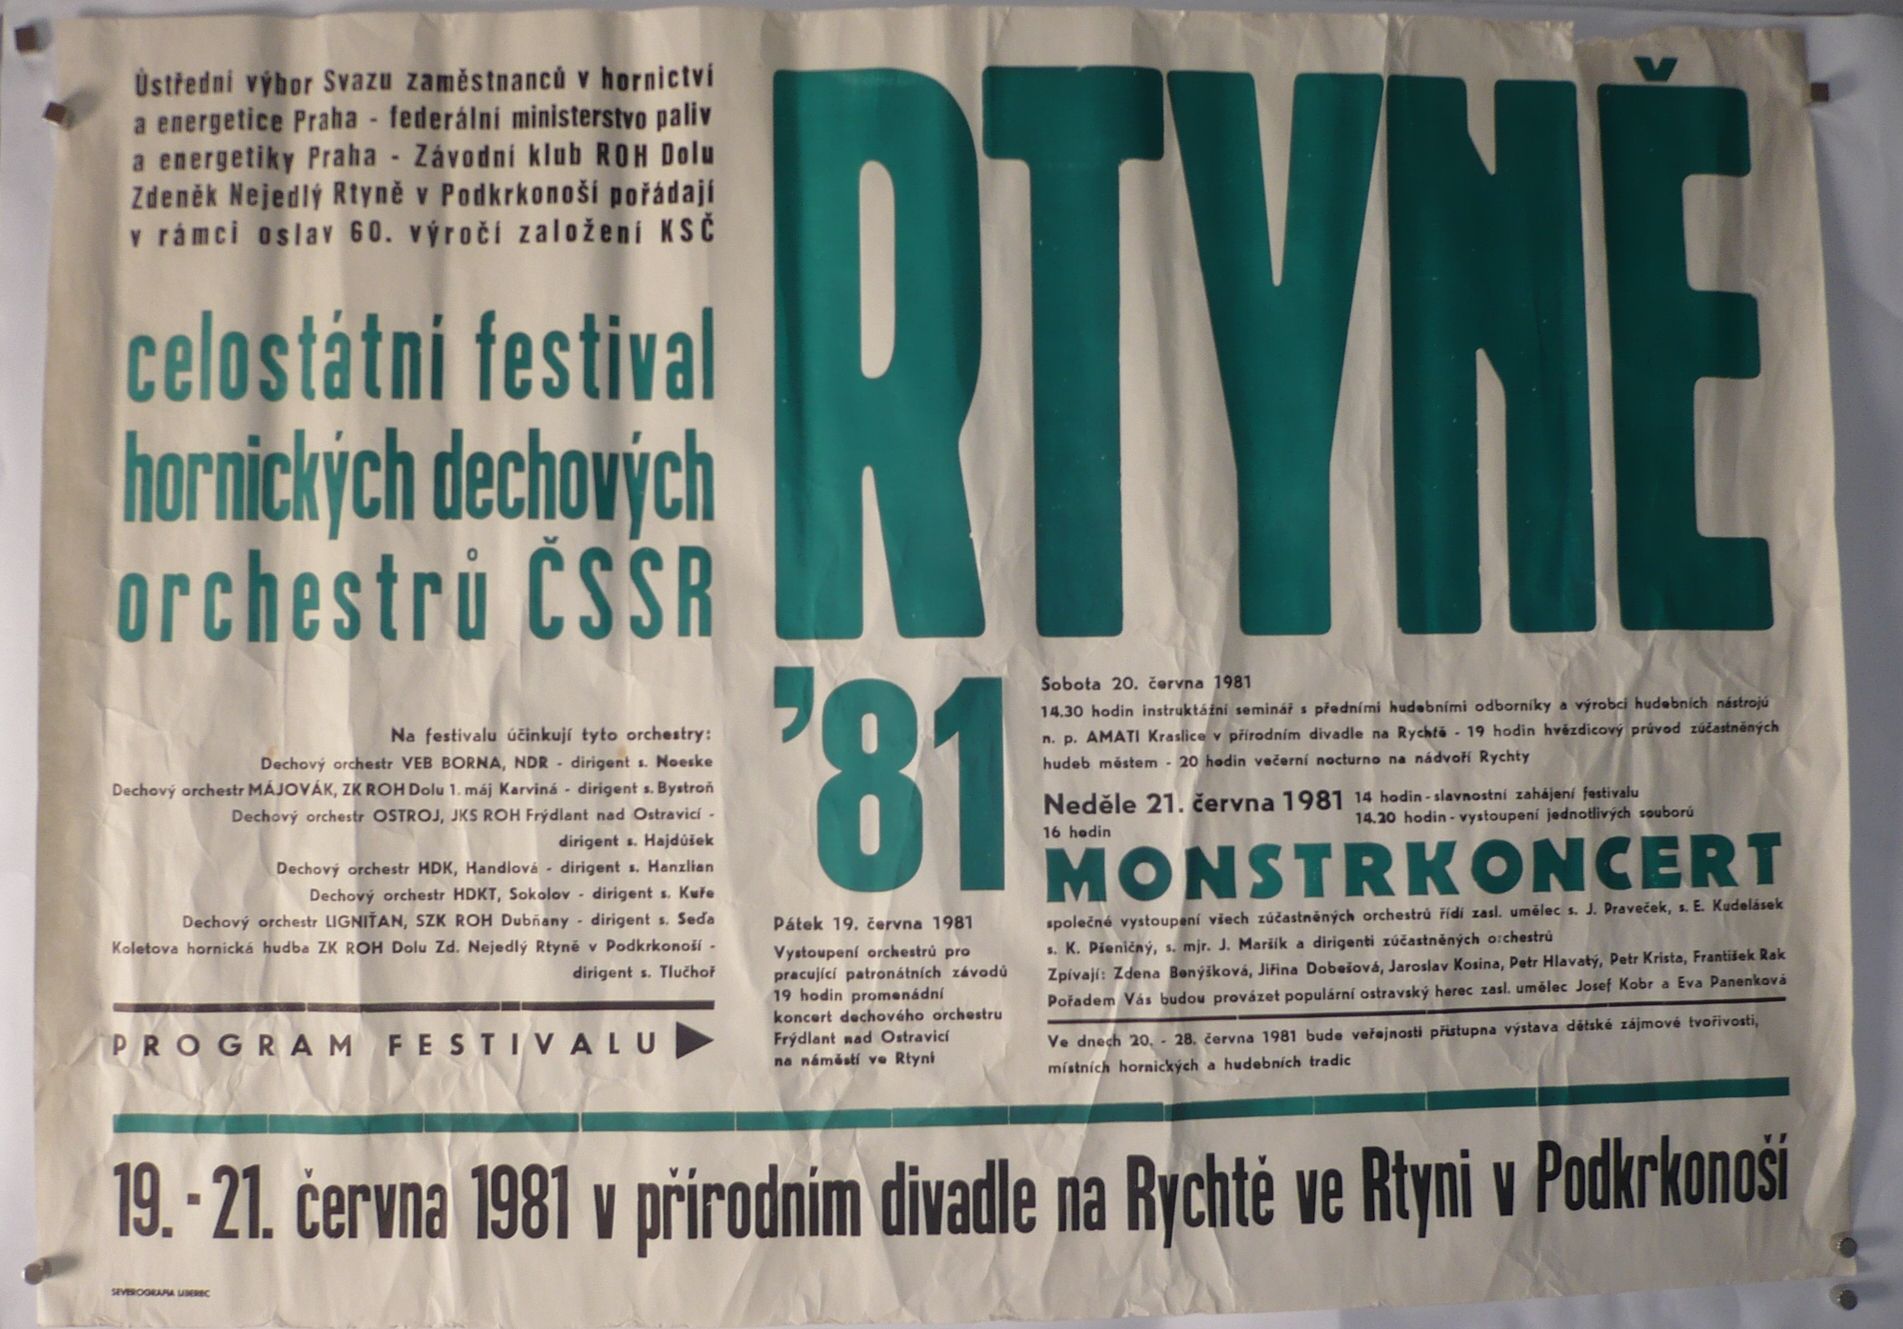 Ústřední výbor Svazu zaměstnanců v hornictví
a energetice Praha - federální ministerstvo paliv
a energetiky Praha - Závodní klub ROH Dolu
Zdeněk Nejedlý Rtyně v Podkrkonoší pořádají
v rámci oslav 60. výročí založení KSČ
celostátní festival
hornických dechových
orchestrů ČSSR
RTYNĚ
'81
Na festivalu účinkují tyto orchestry:
Dechový orchestr VEB BORNA, NDR - dirigent s. Noeske
Dechový orchestr MÁJOVÁK, ZK ROH Dolu 1. máj Karviná - dirigent s. Bystroň
Dechový orchestr OSTROJ, JKS ROH Frýdlant nad Ostravicí -
dirigent s. Hajdůšek
Dechový orchestr HDK, Handlová - dirigent s. Hanzlian
Dechový orchestr HDKT, Sokolov - dirigent s. Kuře
Dechový orchestr LIGNIŤAN, SZK ROH Dubňany - dirigent s. Seďa
Koletova hornická hudba ZK ROH Dolu Zd. Nejedlý Rtyně v Podkrkonoší -
dirigent s. Tlučhoř
PROGRAM FESTIVALU
Pátek 19. června 1981
Vystoupení orchestrů pro
pracující patronátních závodů
19 hodin promenádní
koncert dechového orchestru
Frýdlant nad Ostravicí
na náměstí ve Rtyni
Sobota 20. června 1981
14.30 hodin instruktážní seminář s předními hudebními odborníky a výrobci hudebních nástrojů
n. p. AMATI Kraslice v přírodním divadle na Rychtě - 19 hodin hvězdicový průvod zúčastněných
hudeb městem - 20 hodin večerní nocturno na nádvoří Rychty
Neděle 21. června 1981 14 hodin - slavnostní zahájení festivalu
14.20 hodin - vystoupení jednotlivých souborů
16 hodin
MONSTRKONCERT
společné vystoupení všech zúčastněných orchestrů řídí zasl. umělec s. J. Praveček, s. E. Kudelásek
s. K. Pšeničný, s. mjr. J. Maršík a dirigenti zúčastněných orchestrů
Zpívají: Zdena Benýšková, Jiřina Dobešová, Jaroslav Kosina, Petr Hlavatý, Petr Krista, František Rak
Pořadem Vás budou provázet populární ostravský herec zasl. umělec Josef Kobr a Eva Panenková
Ve dnech 20. - 28. června 1981 bude veřejnosti přístupna výstava dětské zájmové tvořivosti,
místních hornických a hudebních tradic
19. - 21. června 1981 v přírodním divadle na Rychtě ve Rtyni v Podkrkonoší
SEVEROGRAFIA LIBEREC